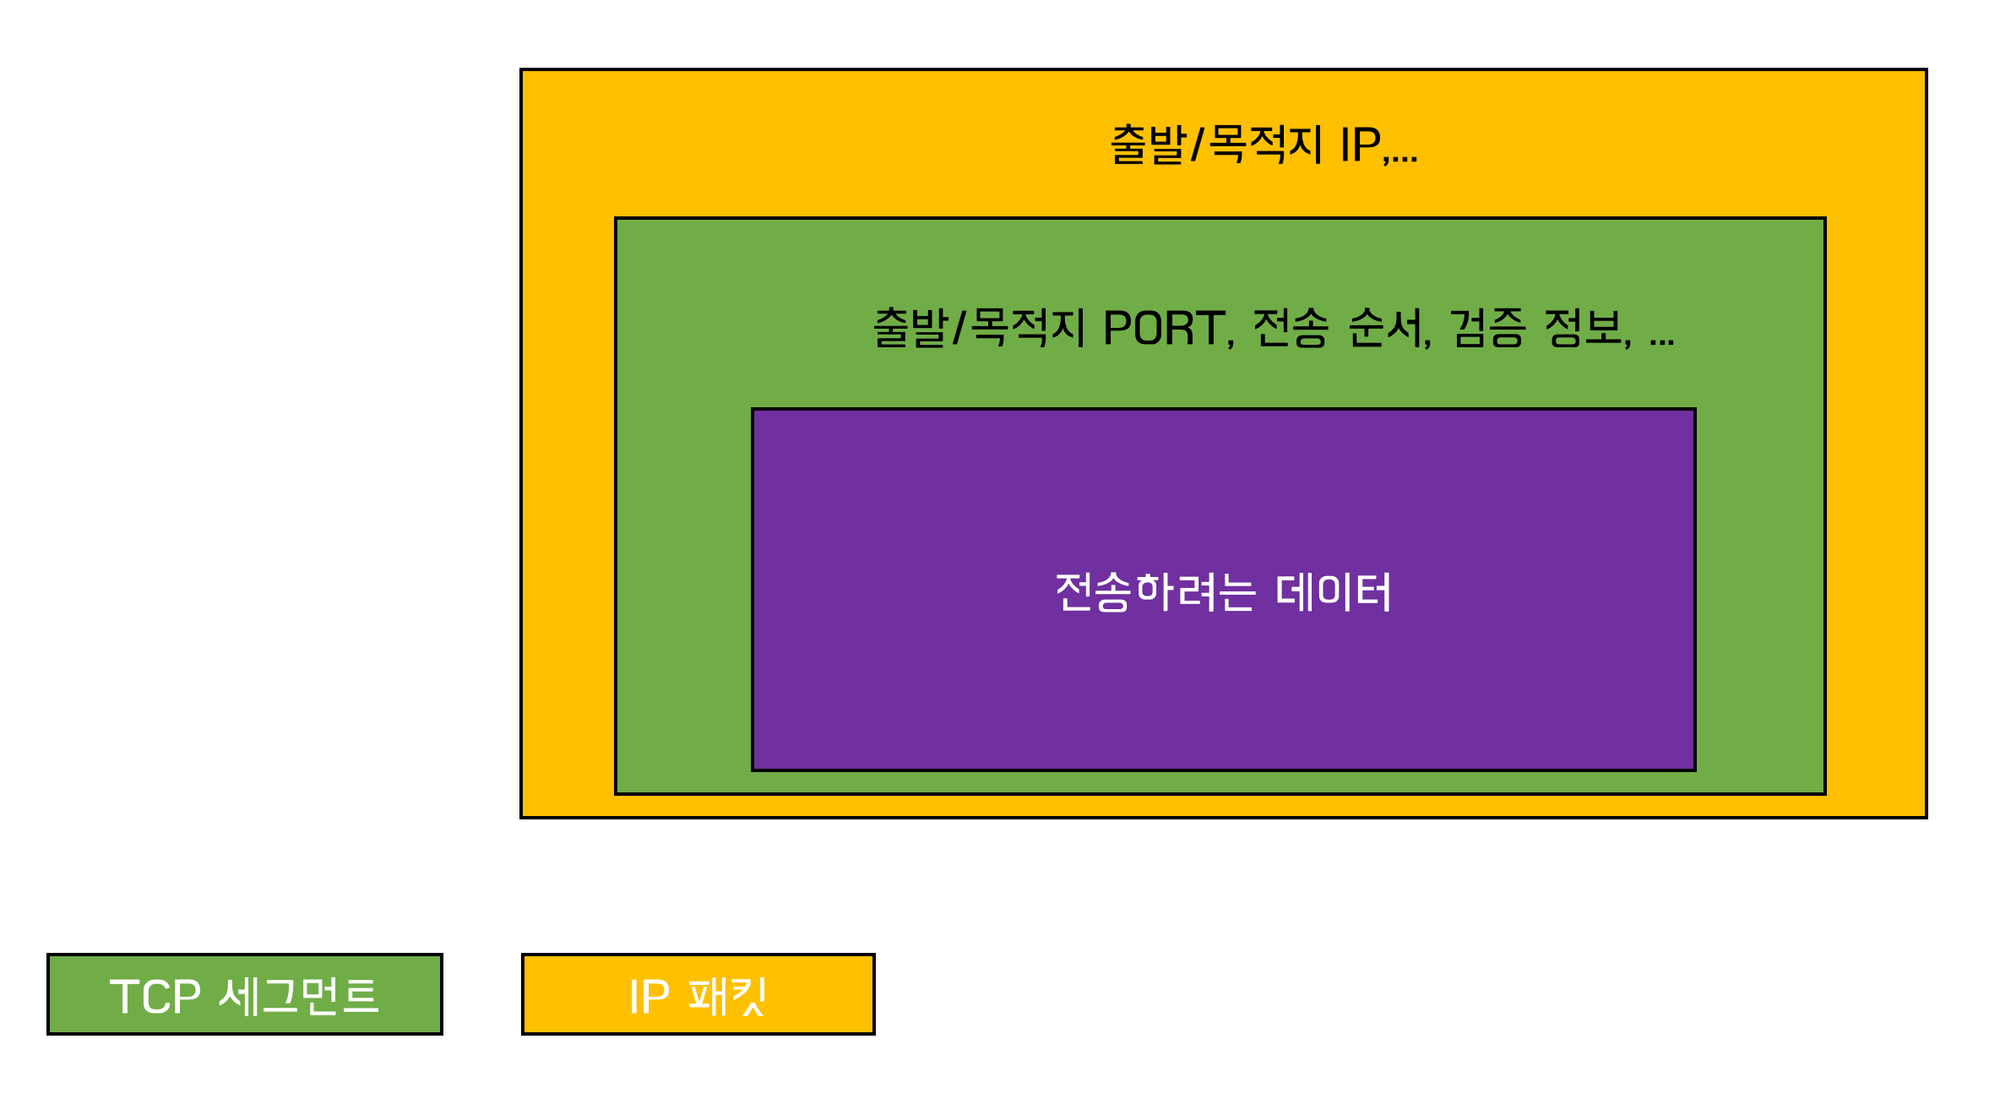 출발/목적지 IP,...
출발/목적지 PORT, 전송 순서, 검증 정보, ...
전송하려는 데이터
TCP 세그먼트
IP 패킷